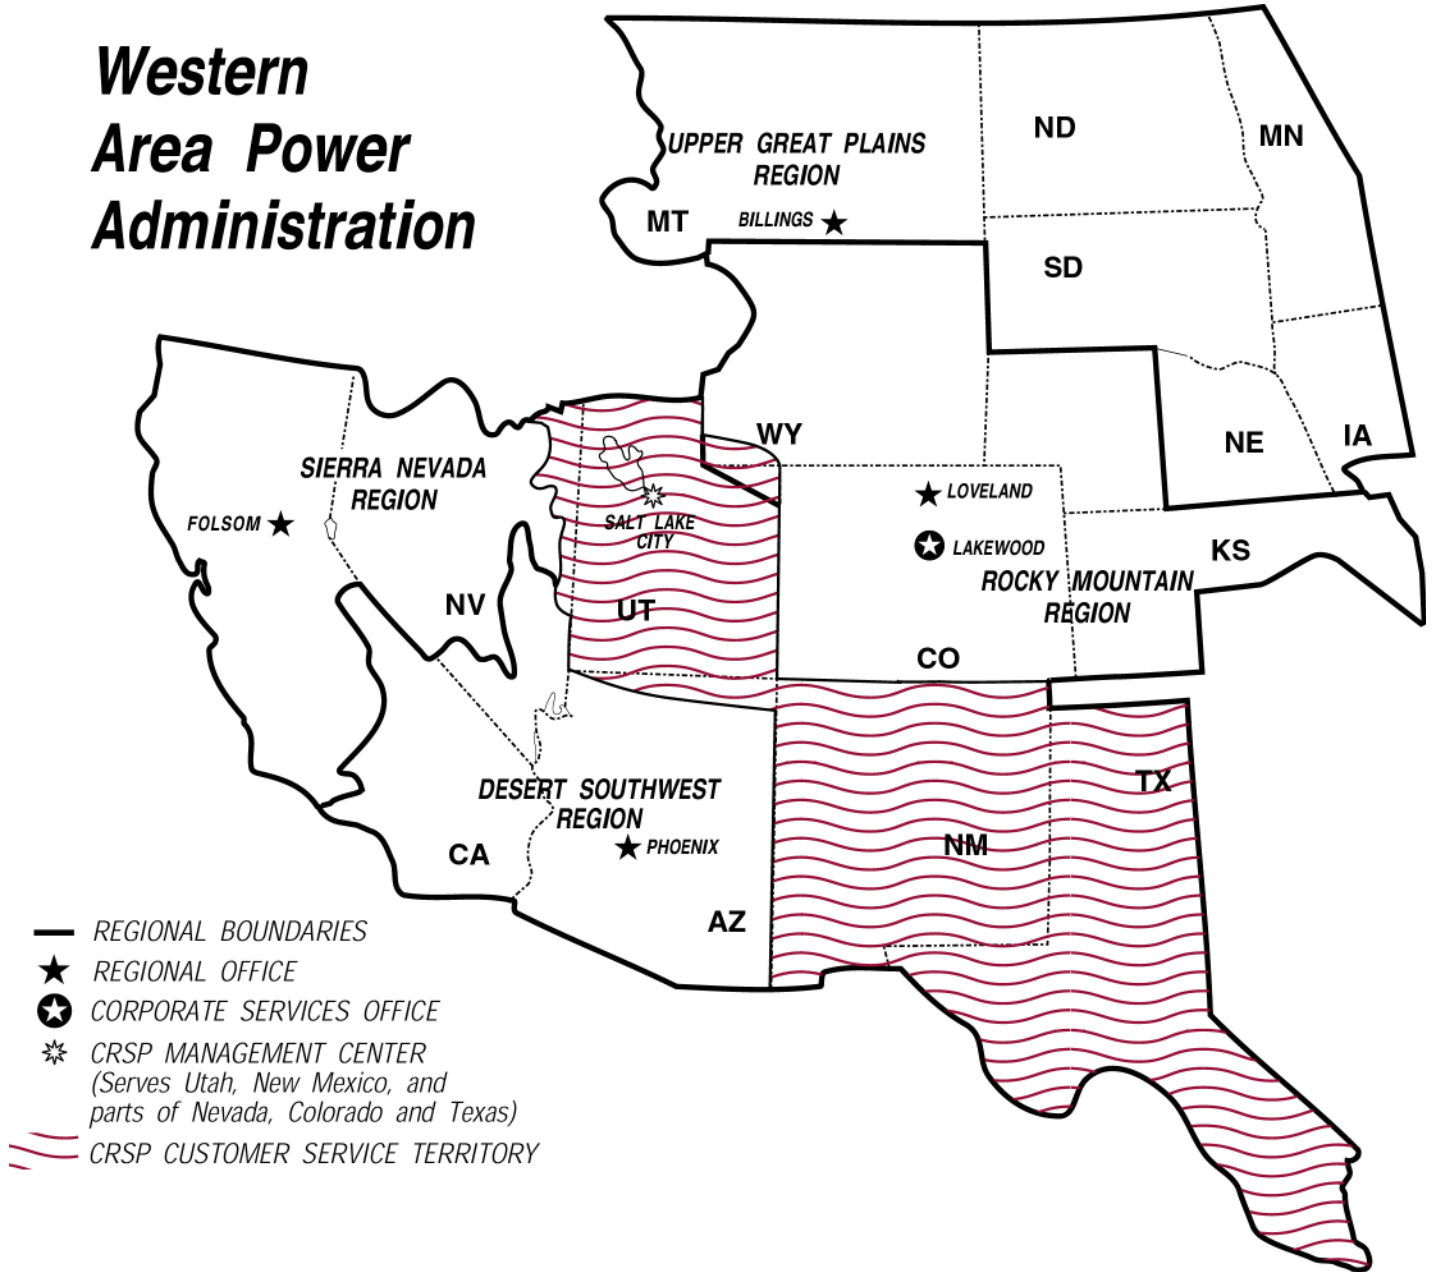 Western
Area Power
Administration
ND
MN
UPPER GREAT PLAINS
REGION
MT
BILLINGS
SD
WY
NE
IA
SIERRA NEVADA
REGION
FOLSOM
LOVELAND
SALT LAKE
CITY
LAKEWOOD
KS
ROCKY MOUNTAIN
REGION
NV
UT
CO
DESERT SOUTHWEST
REGION
PHOENIX
TX
CA
NM
AZ
REGIONAL BOUNDARIES
REGIONAL OFFICE
CORPORATE SERVICES OFFICE
CRSP MANAGEMENT CENTER
(Serves Utah, New Mexico, and
parts of Nevada, Colorado and Texas)
CRSP CUSTOMER SERVICE TERRITORY